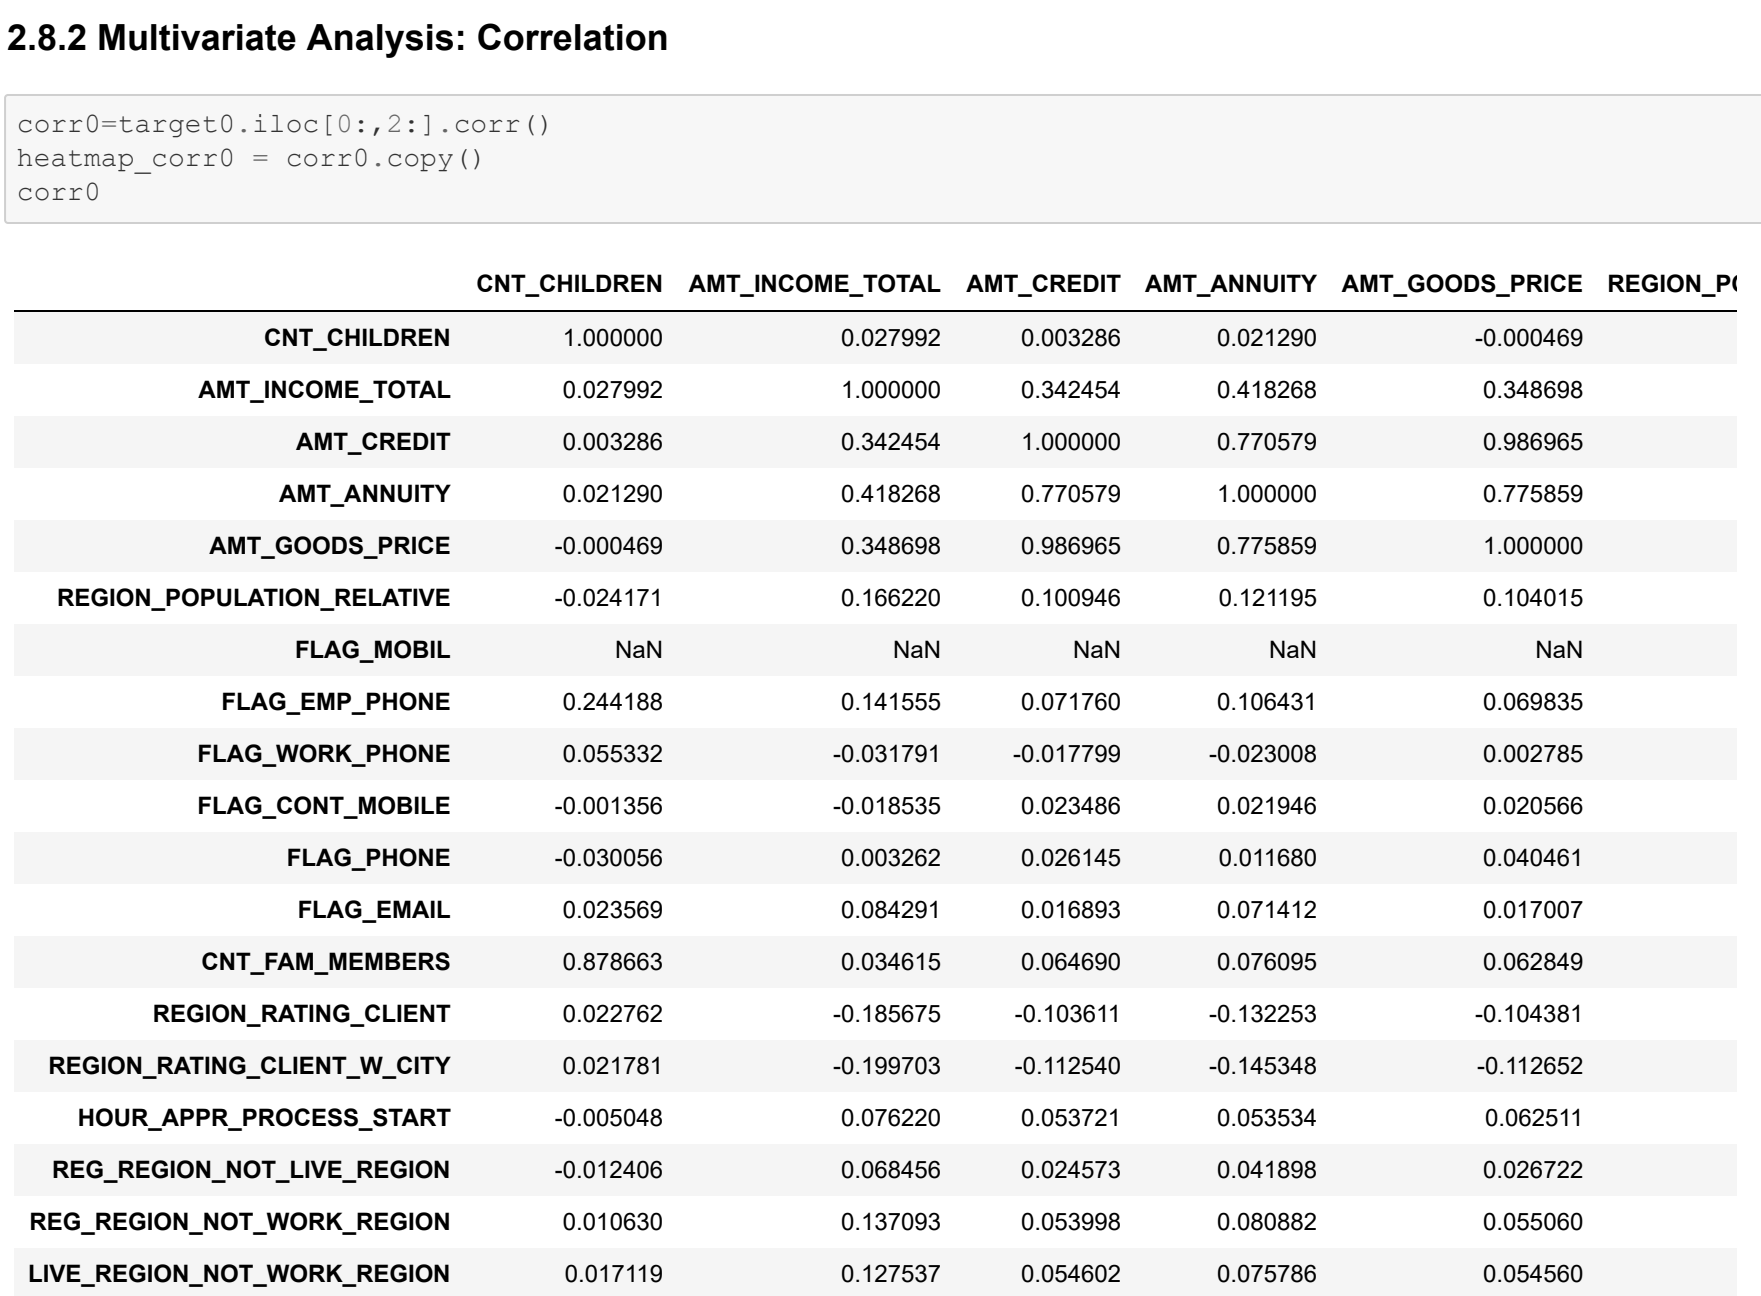 2.8.2 Multivariate Analysis: Correlation
corr0=target0.iloc[0:,2:].corr()
heatmap_corr0 = corr0.copy()
corr0
CNT_CHILDREN AMT_INCOME_TOTAL AMT_CREDIT AMT_ANNUITY AMT_GOODS_PRICE
CNT_CHILDREN 1.000000 0.027992 0.003286 0.021290 -0.000469
AMT_INCOME_TOTAL 0.027992 1.000000 0.342454 0.418268 0.348698
AMT_CREDIT 0.003286 0.342454 1.000000 0.770579 0.986965
AMT_ANNUITY 0.021290 0.418268 0.770579 1.000000 0.775859
AMT_GOODS_PRICE -0.000469 0.348698 0.986965 0.775859 1.000000
REGION_POPULATION_RELATIVE -0.024171 0.166220 0.100946 0.121195 0.104015
FLAG_MOBIL NaN NaN NaN NaN NaN
FLAG_EMP_PHONE 0.244188 0.141555 0.071760 0.106431 0.069835
FLAG_WORK_PHONE 0.055332 -0.031791 -0.017799 -0.023008 0.002785
FLAG_CONT_MOBILE -0.001356 -0.018535 0.023486 0.021946 0.020566
FLAG_PHONE -0.030056 0.003262 0.026145 0.011680 0.040461
FLAG_EMAIL 0.023569 0.084291 0.016893 0.071412 0.017007
CNT_FAM_MEMBERS 0.878663 0.034615 0.064690 0.076095 0.062849
REGION_RATING_CLIENT 0.022762 -0.185675 -0.103611 -0.132253 -0.104381
REGION_RATING_CLIENT_W_CITY 0.021781 -0.199703 -0.112540 -0.145348 -0.112652
HOUR_APPR_PROCESS_START -0.005048 0.076220 0.053721 0.053534 0.062511
REG_REGION_NOT_LIVE_REGION -0.012406 0.068456 0.024573 0.041898 0.026722
REG_REGION_NOT_WORK_REGION 0.010630 0.137093 0.053998 0.080882 0.055060
LIVE_REGION_NOT_WORK_REGION 0.017119 0.127537 0.054602 0.075786 0.054560